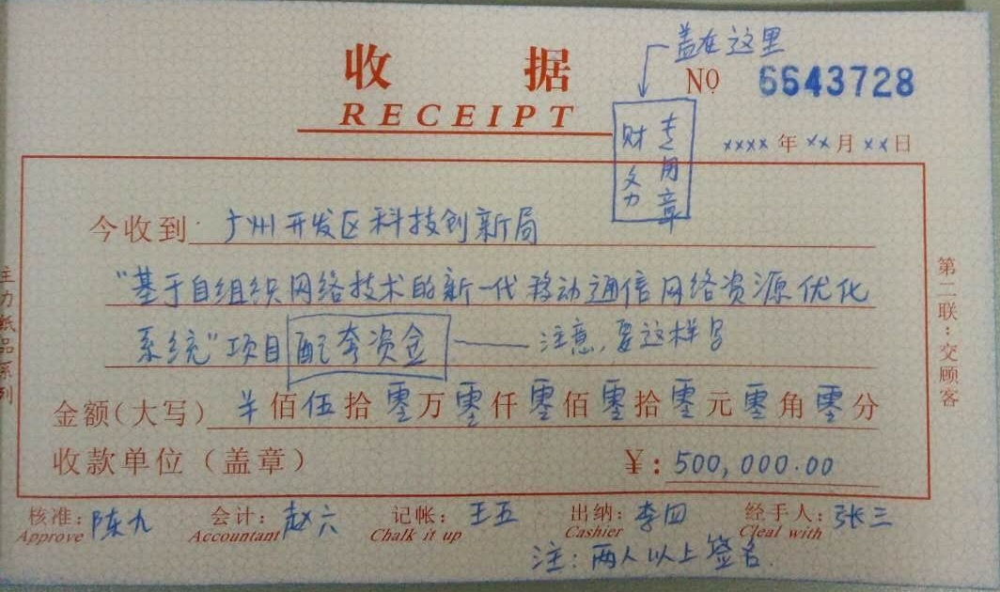 盖在这里
收 据
№ 6643728
RECEIPT
财务专用章
xxxx 年 xx 月 xx 日
今收到 广州开发区科技创新局
“基于自组织网络技术的新一代移动通信网络资源优化
系统”项目配套资金 —— 注意,要这样写
金额(大写) 羊 佰 伍 拾 零 万 零 仟 零 佰 零 拾 零 元 零 角 零 分
收款单位(盖章) ¥: 500,000.00
核准: 陈九 会计: 赵六 记帐: 王五 出纳: 李四 经手人: 张三
Approve Accountant Chalk it up Cashier Cleal with
注: 两人以上签名.
第二联:交顾客
主力纸品系列